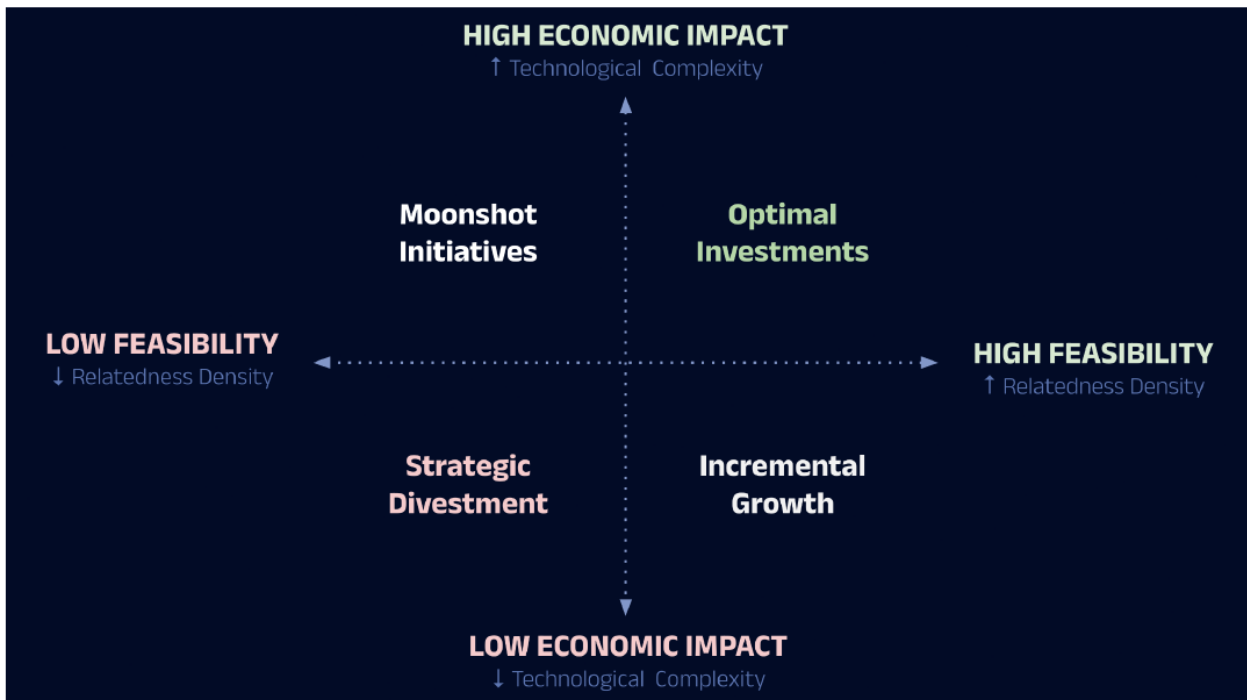 HIGH ECONOMIC IMPACT
↑ Technological Complexity
Moonshot
Initiatives
Optimal
Investments
LOW FEASIBILITY
↓ Relatedness Density
HIGH FEASIBILITY
↑ Relatedness Density
Strategic
Divestment
Incremental
Growth
LOW ECONOMIC IMPACT
↓ Technological Complexity